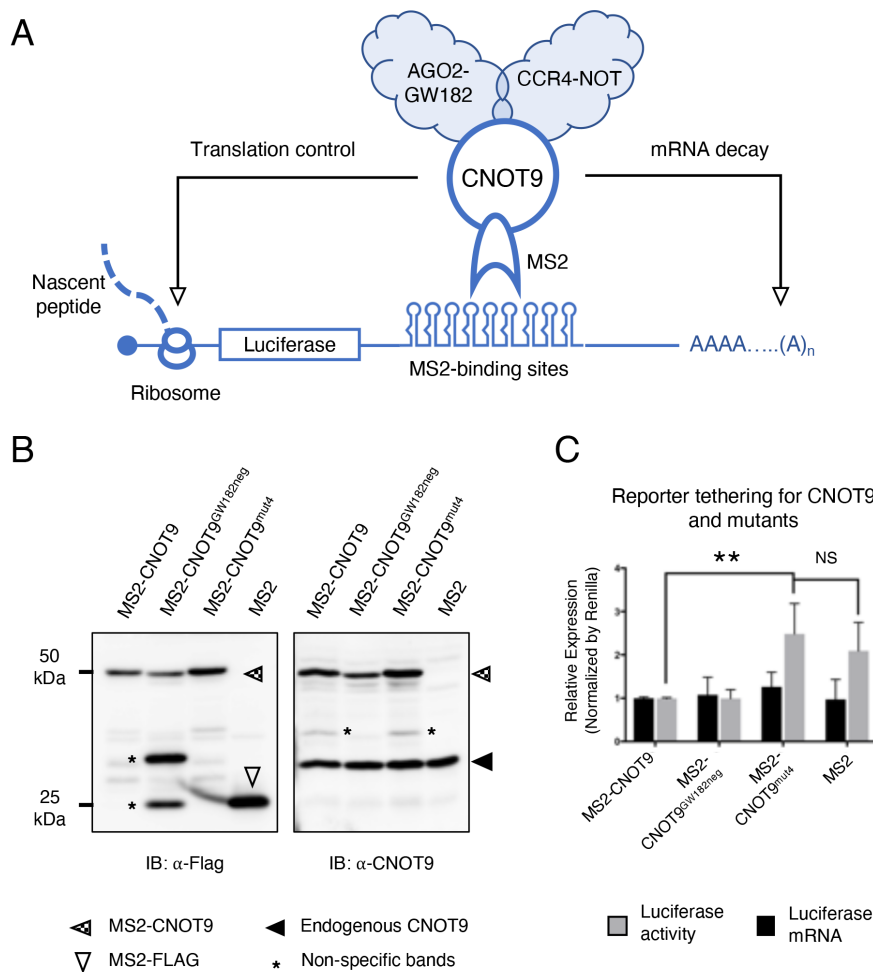 A
AGO2-
GW182
CCR4-NOT
Translation control
mRNA decay
CNOT9
MS2
Nascent
peptide
Luciferase
AAAA.....(A)n
MS2-binding sites
Ribosome
B
MS2-CNOT9
MS2-CNOT9GW182neg
MS2-CNOT9mut4
MS2
MS2-CNOT9
MS2-CNOT9GW182neg
MS2-CNOT9mut4
MS2
50
kDa
25
kDa
*
*
*
*
IB: α-Flag
IB: α-CNOT9
MS2-CNOT9
Endogenous CNOT9
MS2-FLAG
* Non-specific bands
C
Reporter tethering for CNOT9
and mutants
Relative Expression
(Normalized by Renilla)
4
3
2
1
0
**
NS
MS2-CNOT9
MS2-
CNOT9GW182neg
MS2-
CNOT9mut4
MS2
Luciferase
activity
Luciferase
mRNA